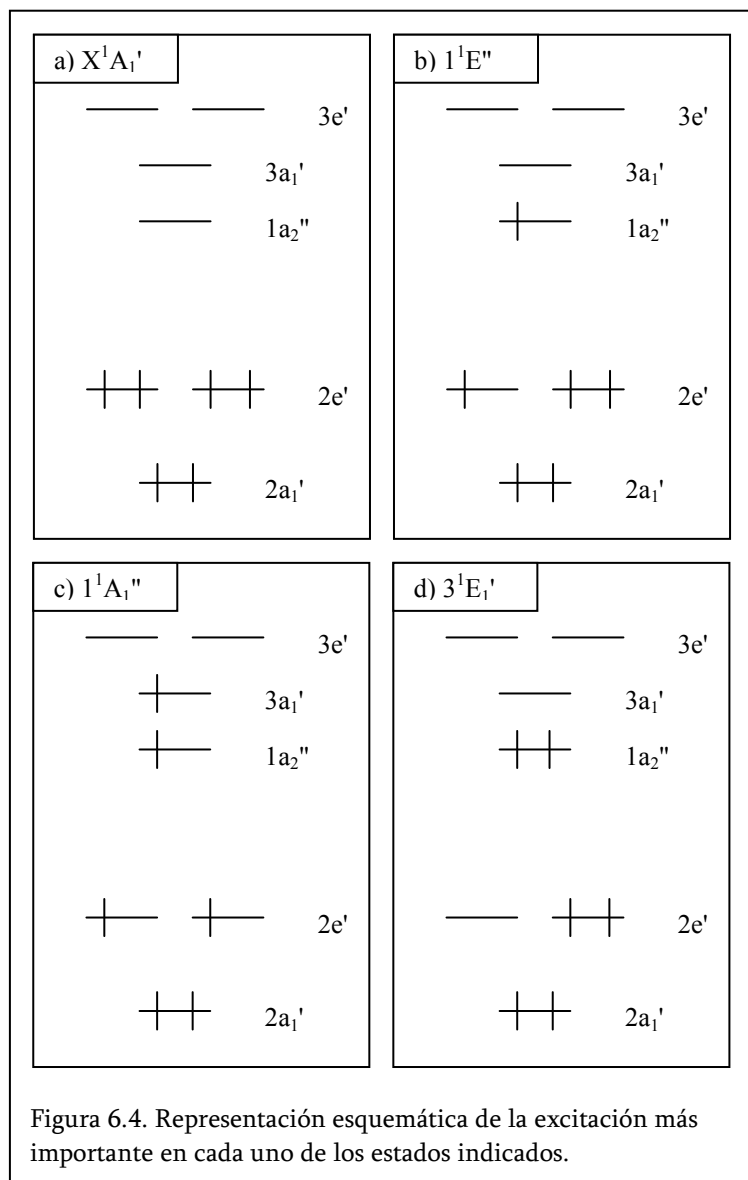 a) X¹A₁'
3e'
3a₁'
1a₂"
2e'
2a₁'
b) 1¹E"
3e'
3a₁'
1a₂"
2e'
2a₁'
c) 1¹A₁"
3e'
3a₁'
1a₂"
2e'
2a₁'
d) 3¹E₁'
3e'
3a₁'
1a₂"
2e'
2a₁'
Figura 6.4. Representación esquemática de la excitación más
importante en cada uno de los estados indicados.